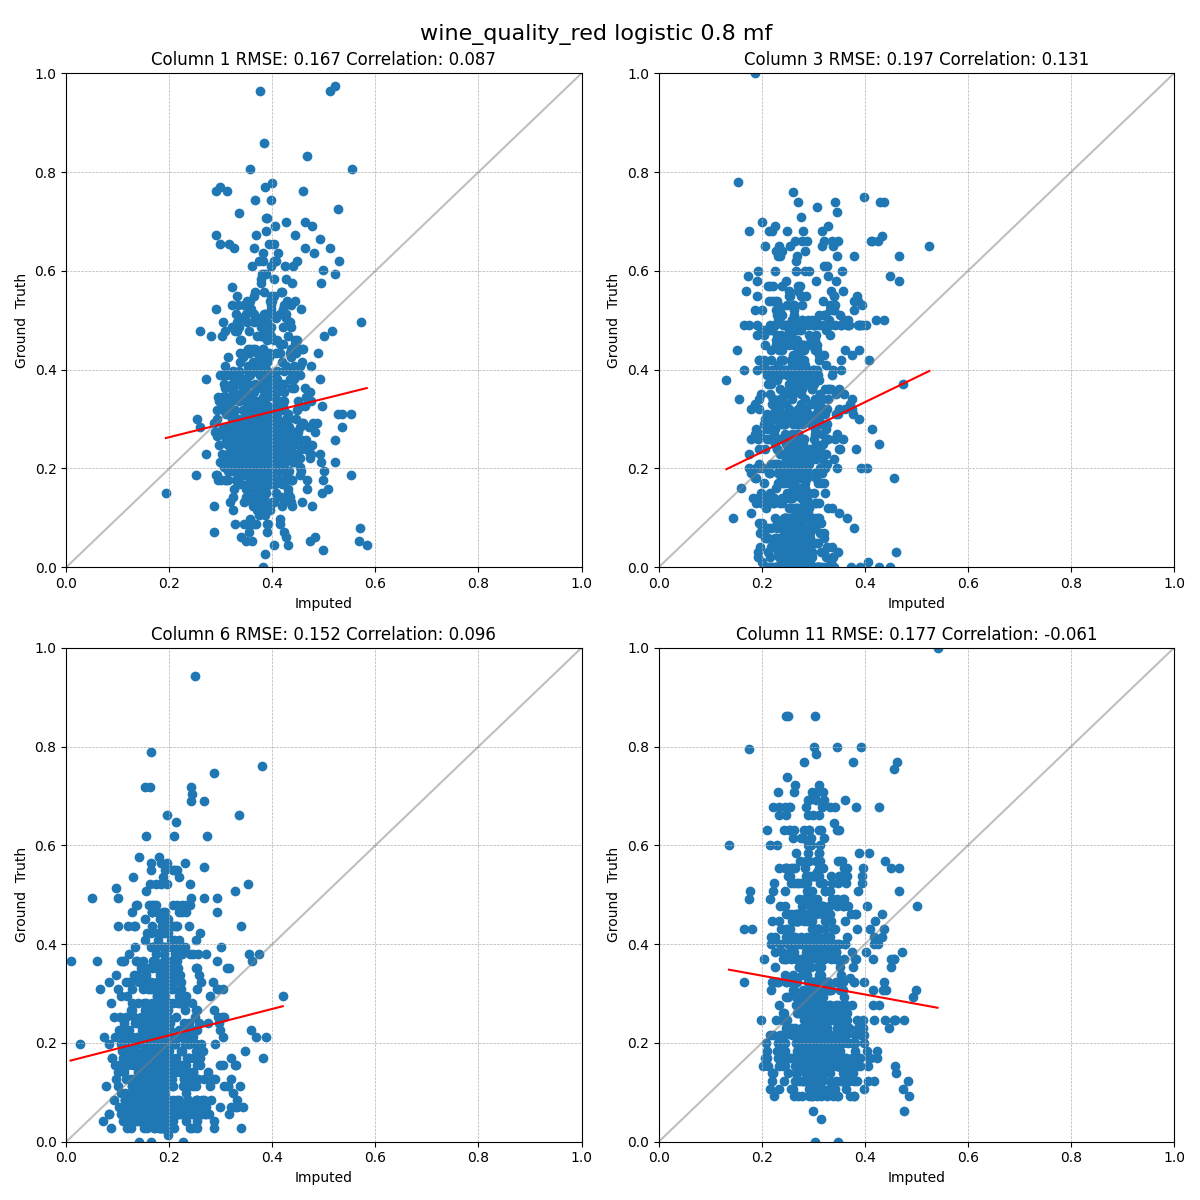 wine_quality_red logistic 0.8 mf
Column 1 RMSE: 0.167 Correlation: 0.087
1.0
0.8
0.6
0.4
0.2
0.0
Ground Truth
0.0 0.2 0.4 0.6 0.8 1.0
Imputed
Column 3 RMSE: 0.197 Correlation: 0.131
1.0
0.8
0.6
0.4
0.2
0.0
Ground Truth
0.0 0.2 0.4 0.6 0.8 1.0
Imputed
Column 6 RMSE: 0.152 Correlation: 0.096
1.0
0.8
0.6
0.4
0.2
0.0
Ground Truth
0.0 0.2 0.4 0.6 0.8 1.0
Imputed
Column 11 RMSE: 0.177 Correlation: -0.061
1.0
0.8
0.6
0.4
0.2
0.0
Ground Truth
0.0 0.2 0.4 0.6 0.8 1.0
Imputed